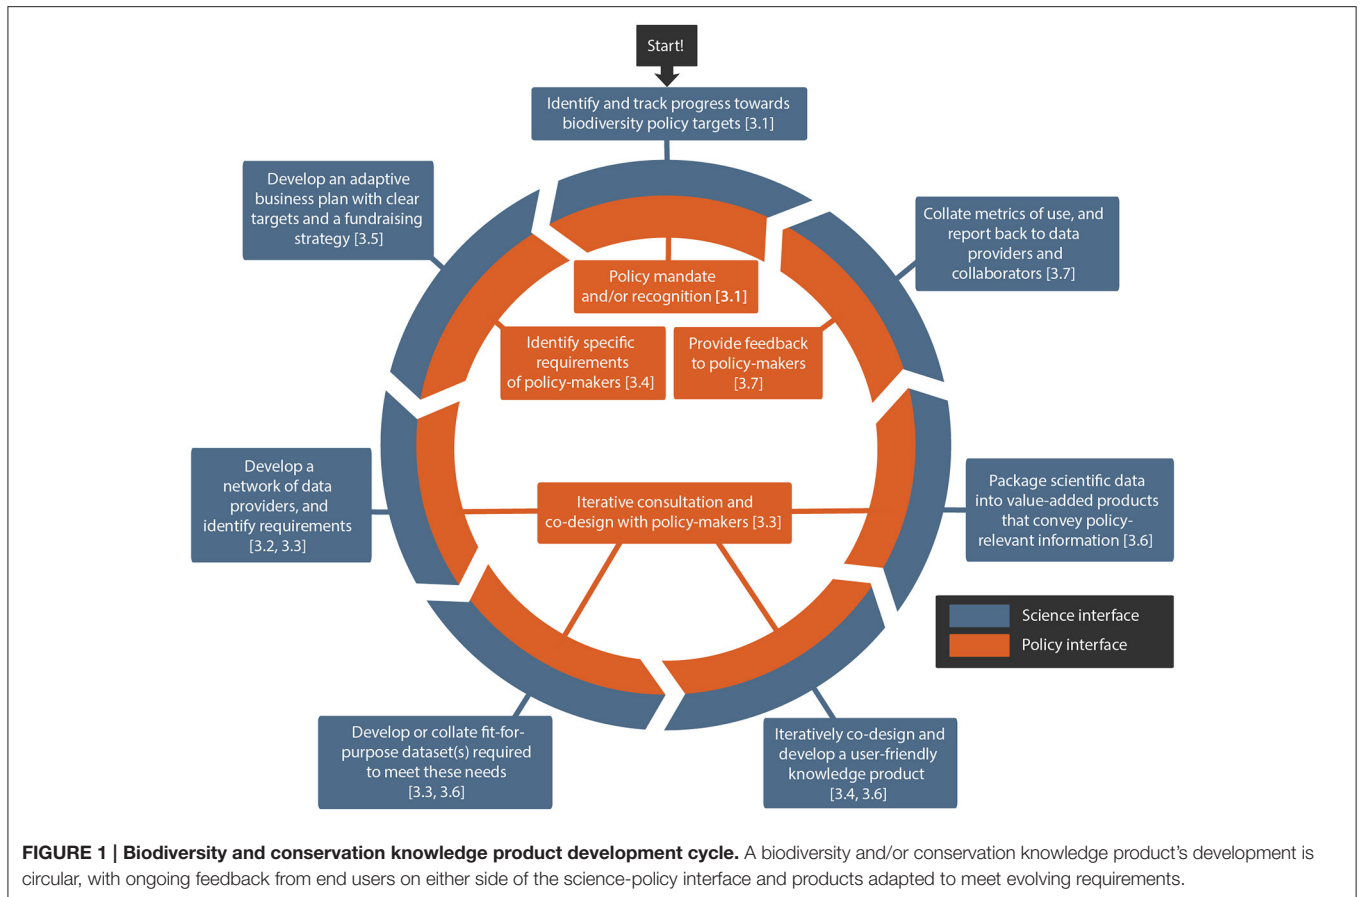 Start!
Identify and track progress towards
biodiversity policy targets [3.1]
Develop an adaptive
business plan with clear
targets and a fundraising
strategy [3.5]
Collate metrics of use, and
report back to data
providers and
collaborators [3.7]
Policy mandate
and/or recognition [3.1]
Identify specific
requirements
of policy-makers [3.4]
Provide feedback
to policy-makers
[3.7]
Develop a
network of data
providers, and
identify requirements
[3.2, 3.3]
Iterative consultation and
co-design with policy-makers [3.3]
Package scientific data
into value-added products
that convey policy-
relevant information [3.6]
Science interface
Policy interface
Develop or collate fit-for-
purpose dataset(s) required
to meet these needs
[3.3, 3.6]
Iteratively co-design and
develop a user-friendly
knowledge product
[3.4, 3.6]
FIGURE 1 | Biodiversity and conservation knowledge product development cycle. A biodiversity and/or conservation knowledge product's development is
circular, with ongoing feedback from end users on either side of the science-policy interface and products adapted to meet evolving requirements.